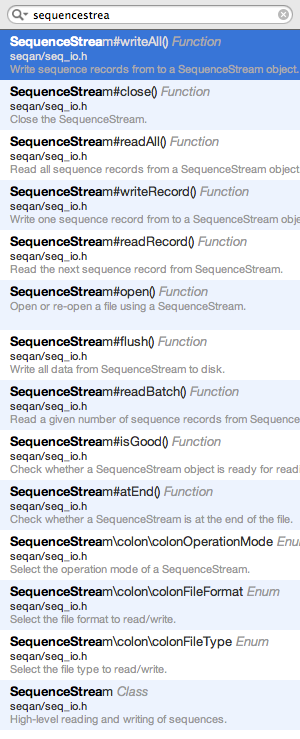 sequencestrea
SequenceStream#writeAll() Function
seqan/seq_io.h
Write sequence records from to a SequenceStream object.
SequenceStream#close() Function
seqan/seq_io.h
Close the SequenceStream.
SequenceStream#readAll() Function
seqan/seq_io.h
Read all sequence records from a SequenceStream object
SequenceStream#writeRecord() Function
seqan/seq_io.h
Write one sequence record from to a SequenceStream obje
SequenceStream#readRecord() Function
seqan/seq_io.h
Read the next sequence record from SequenceStream.
SequenceStream#open() Function
Open or re-open a file using a SequenceStream.
SequenceStream#flush() Function
seqan/seq_io.h
Write all data from SequenceStream to disk.
SequenceStream#readBatch() Function
seqan/seq_io.h
Read a given number of sequence records from Sequence
SequenceStream#isGood() Function
seqan/seq_io.h
Check whether a SequenceStream object is ready for readi
SequenceStream#atEnd() Function
seqan/seq_io.h
Check whether a SequenceStream is at the end of the file.
SequenceStream\colon\colonOperationMode Enu
seqan/seq_io.h
Select the operation mode of a SequenceStream.
SequenceStream\colon\colonFileFormat Enum
seqan/seq_io.h
Select the file format to read/write.
SequenceStream\colon\colonFileType Enum
seqan/seq_io.h
Select the file type to read/write.
SequenceStream Class
seqan/seq_io.h
High-level reading and writing of sequences.